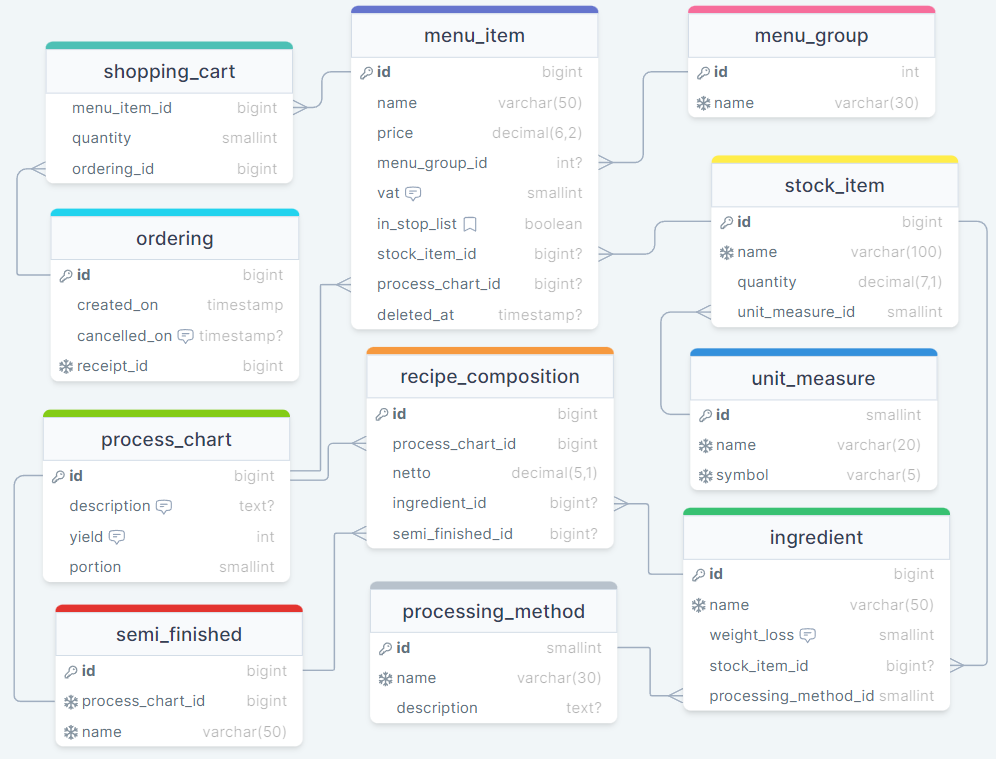 shopping_cart
menu_item_id bigint
quantity smallint
ordering_id bigint
menu_item
id bigint
name varchar(50)
price decimal(6,2)
menu_group_id int?
vat smallint
in_stop_list boolean
stock_item_id bigint?
process_chart_id bigint?
deleted_at timestamp?
menu_group
id int
name varchar(30)
stock_item
id bigint
name varchar(100)
quantity decimal(7,1)
unit_measure_id smallint
ordering
id bigint
created_on timestamp
cancelled_on timestamp?
receipt_id bigint
recipe_composition
id bigint
process_chart_id bigint
netto decimal(5,1)
ingredient_id bigint?
semi_finished_id bigint?
unit_measure
id smallint
name varchar(20)
symbol varchar(5)
process_chart
id bigint
description text?
yield int
portion smallint
ingredient
id bigint
name varchar(50)
weight_loss smallint
stock_item_id bigint?
processing_method_id smallint
semi_finished
id bigint
process_chart_id bigint
name varchar(50)
processing_method
id smallint
name varchar(30)
description text?